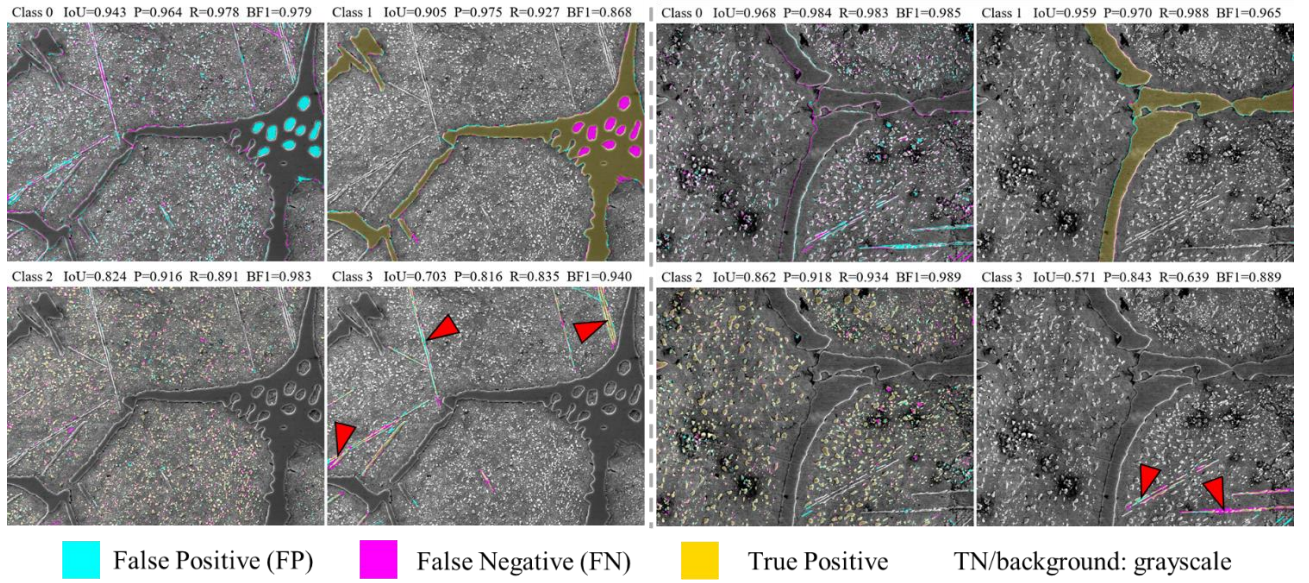 Class 0 IoU=0.943 P=0.964 R=0.978 BF1=0.979
Class 1 IoU=0.905 P=0.975 R=0.927 BF1=0.868
Class 0 IoU=0.968 P=0.984 R=0.983 BF1=0.985
Class 1 IoU=0.959 P=0.970 R=0.988 BF1=0.965
Class 2 IoU=0.824 P=0.916 R=0.891 BF1=0.983
Class 3 IoU=0.703 P=0.816 R=0.835 BF1=0.940
Class 2 IoU=0.862 P=0.918 R=0.934 BF1=0.989
Class 3 IoU=0.571 P=0.843 R=0.639 BF1=0.889
False Positive (FP)
False Negative (FN)
True Positive
TN/background: grayscale